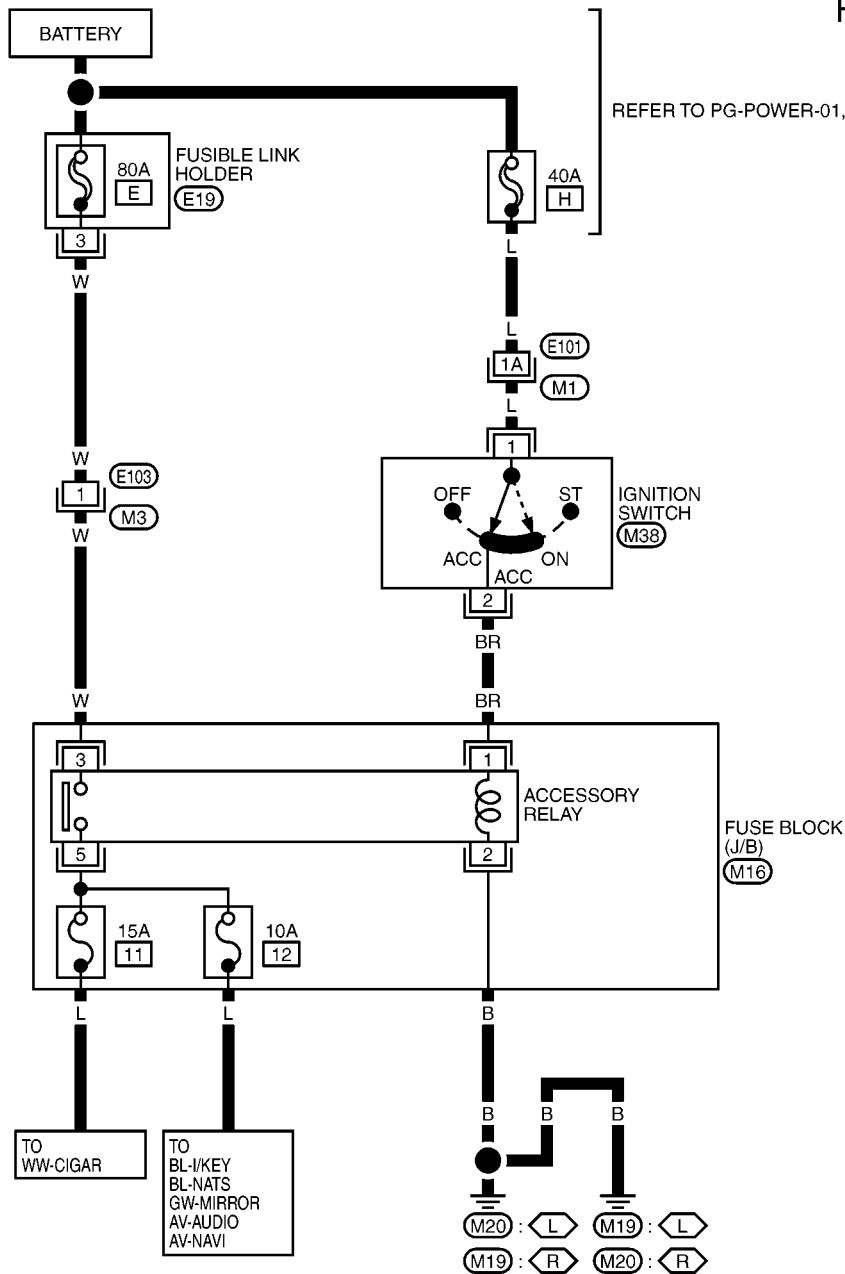 BATTERY
REFER TO PG-POWER-01,
80A
E
FUSIBLE LINK
HOLDER
E19
40A
H
3
L
W
L
E101
1A
M1
L
W
E103
1
M3
W
1
OFF
ST
IGNITION
SWITCH
M38
ACC
ON
ACC
2
BR
W
BR
3
1
ACCESSORY
RELAY
5
2
FUSE BLOCK
(J/B)
M16
15A
11
10A
12
L
L
B
B
B
B
TO
WW-CIGAR
TO
BL-I/KEY
BL-NATS
GW-MIRROR
AV-AUDIO
AV-NAVI
M20 : L
M19 : L
M19 : R
M20 : R